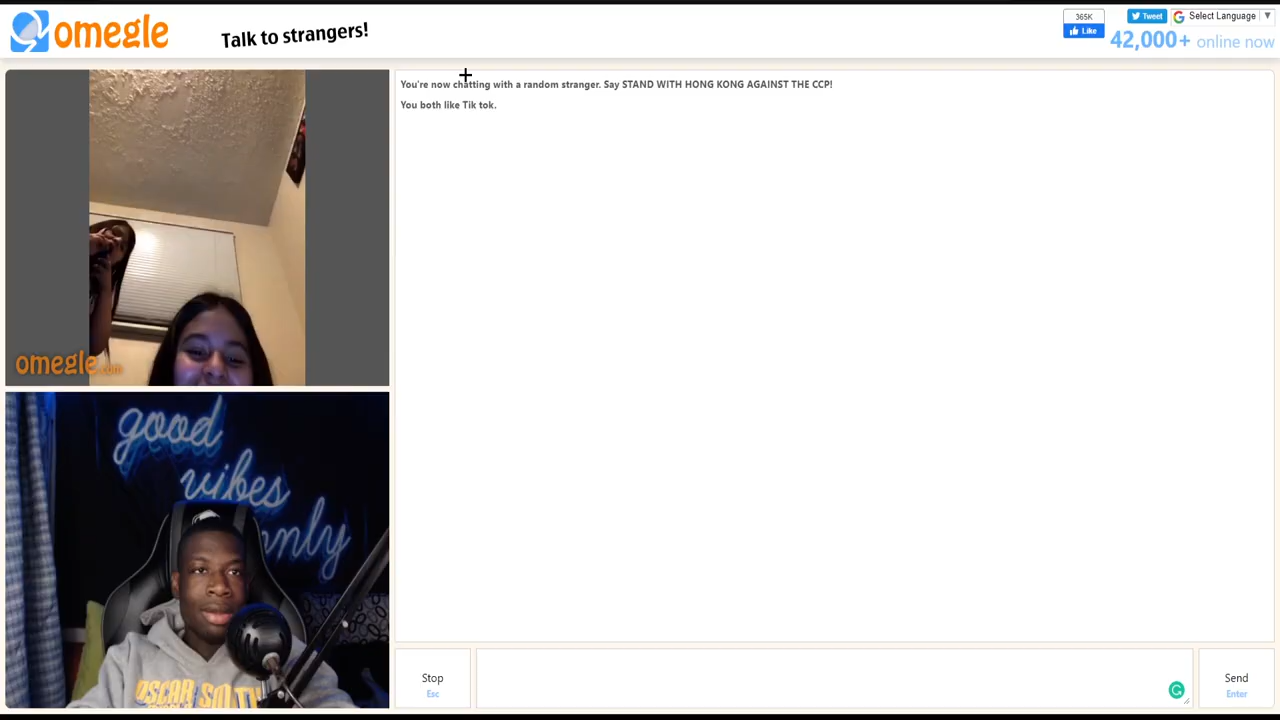 omegle
Talk to strangers!
365K
Like
Tweet
Select Language
42,000+ online now
You're now chatting with a random stranger. Say STAND WITH HONG KONG AGAINST THE CCP!
You both like Tik tok.
omegle.com
good
vibes
only
OSCAR SMITH
Stop
Esc
Send
Enter